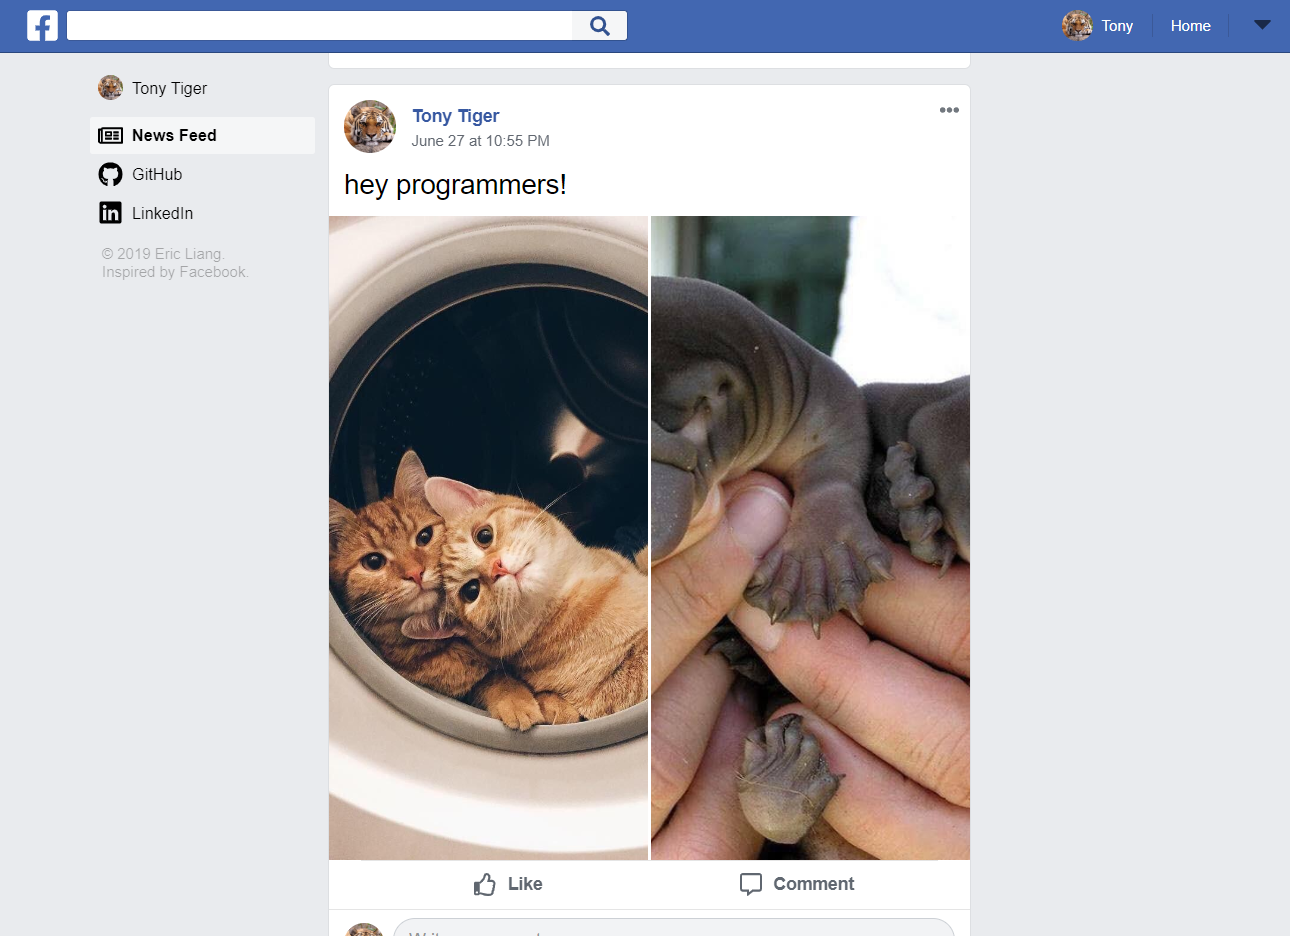 Tony
Home
Tony Tiger
News Feed
GitHub
LinkedIn
© 2019 Eric Liang.
Inspired by Facebook.
Tony Tiger
June 27 at 10:55 PM
hey programmers!
Like
Comment